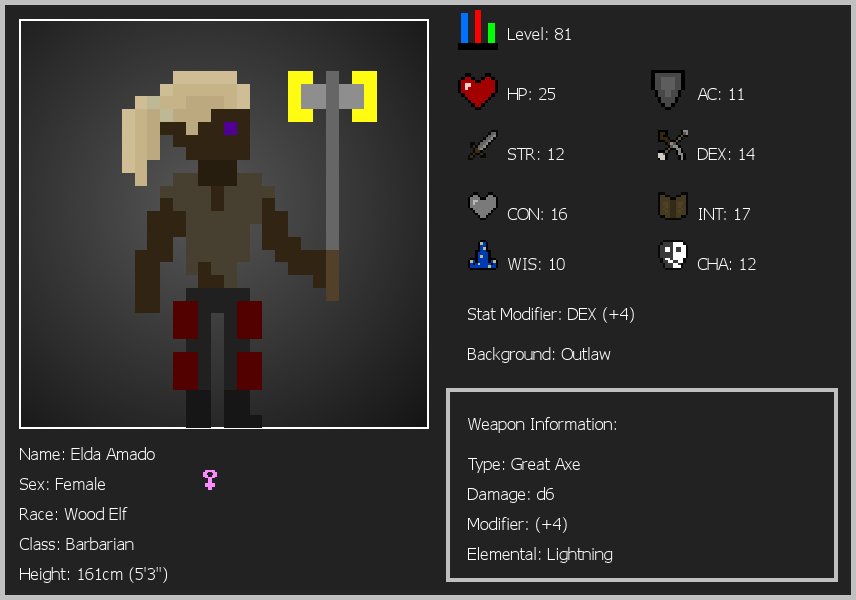 Level: 81
HP: 25
AC: 11
STR: 12
DEX: 14
CON: 16
INT: 17
WIS: 10
CHA: 12
Stat Modifier: DEX (+4)
Background: Outlaw
Weapon Information:
Type: Great Axe
Damage: d6
Modifier: (+4)
Elemental: Lightning
Name: Elda Amado
Sex: Female
Race: Wood Elf
Class: Barbarian
Height: 161cm (5'3")